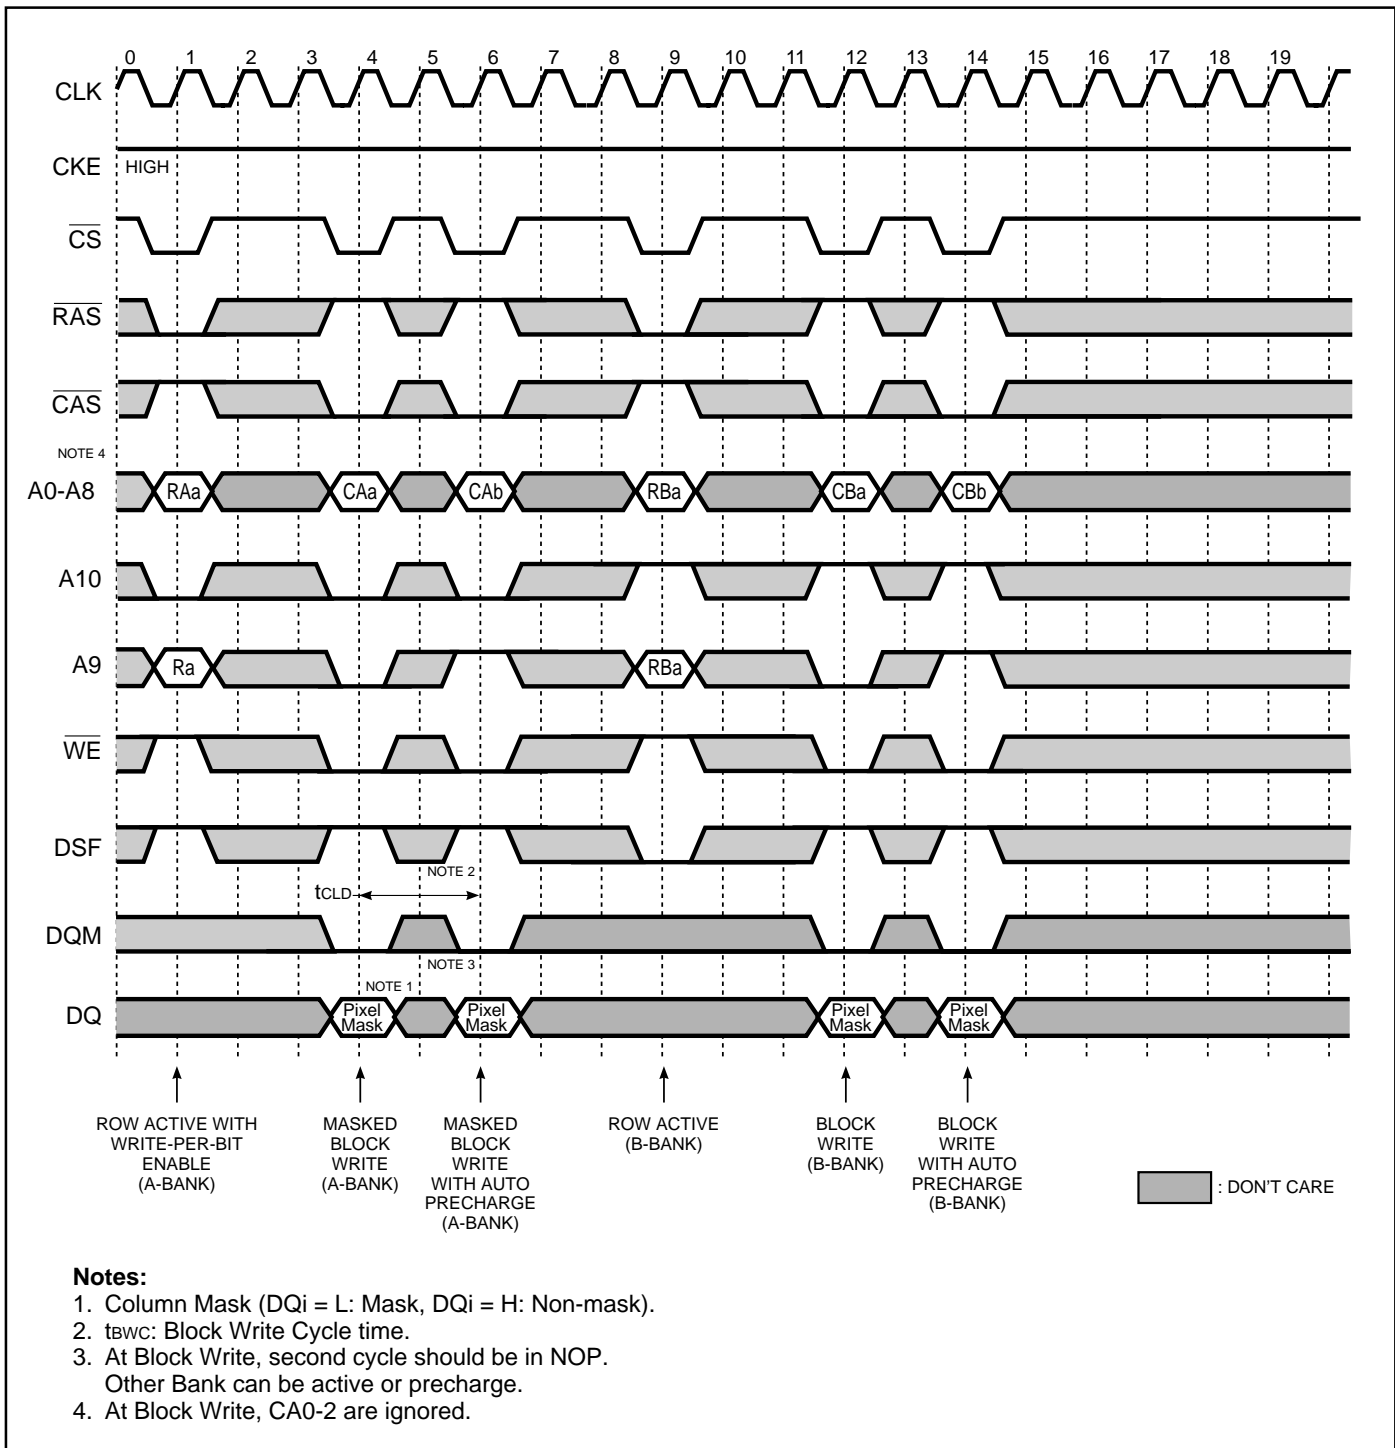 0 1 2 3 4 5 6 7 8 9 10 11 12 13 14 15 16 17 18 19
CLK
CKE HIGH
CS
RAS
CAS
NOTE 4
A0-A8 RAa CAa CAb RBa CBa CBb
A10
A9 Ra RBa
WE
DSF
NOTE 2
tCLD
DQM
NOTE 3
NOTE 1
DQ Pixel Mask Pixel Mask Pixel Mask Pixel Mask
ROW ACTIVE WITH
WRITE-PER-BIT
ENABLE
(A-BANK)
MASKED
BLOCK
WRITE
(A-BANK)
MASKED
BLOCK
WRITE
WITH AUTO
PRECHARGE
(A-BANK)
ROW ACTIVE
(B-BANK)
BLOCK
WRITE
(B-BANK)
BLOCK
WRITE
WITH AUTO
PRECHARGE
(B-BANK)
: DON'T CARE
Notes:
1. Column Mask (DQi = L: Mask, DQi = H: Non-mask).
2. tBWC: Block Write Cycle time.
3. At Block Write, second cycle should be in NOP.
Other Bank can be active or precharge.
4. At Block Write, CA0-2 are ignored.